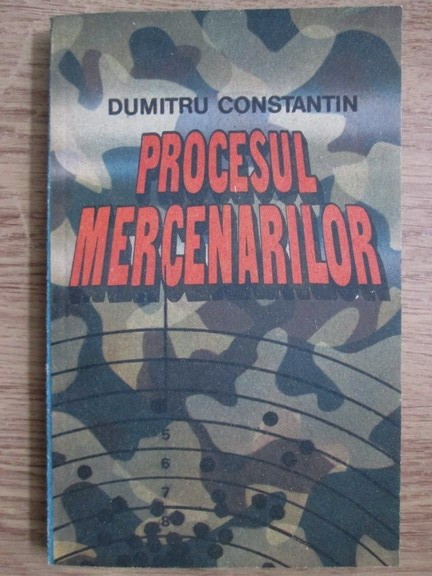 DUMITRU CONSTANTIN
PROCESUL
MERCENARILOR
5
6
7
8